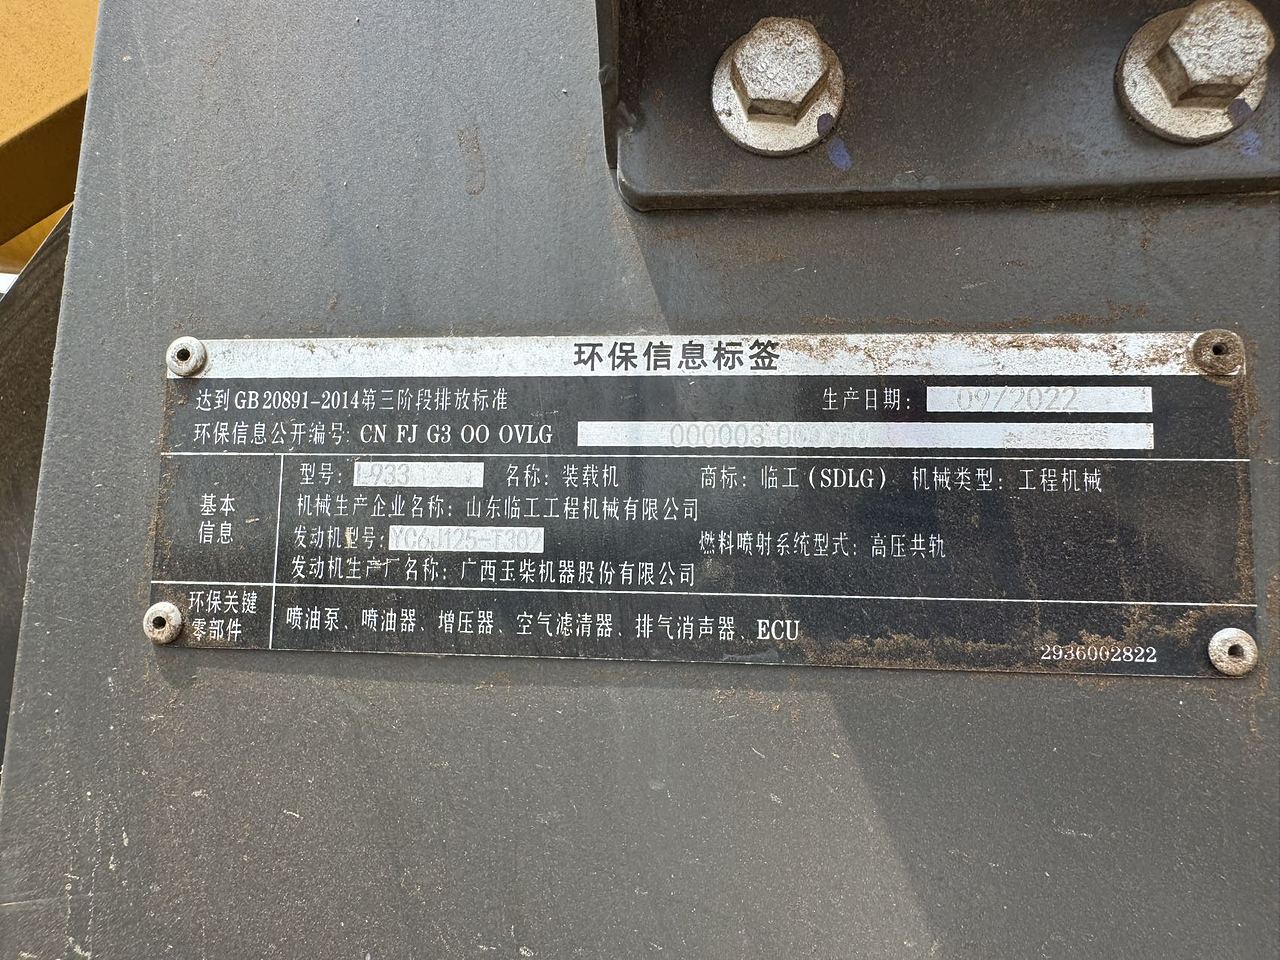 环保信息标签
达到GB 20891-2014第三阶段排放标准 生产日期: 09/2022
环保信息公开编号: CN FJ G3 OO OVLG 000003
基本信息
型号: L933 名称: 装载机 商标: 临工(SDLG) 机械类型: 工程机械
机械生产企业名称: 山东临工工程机械有限公司
发动机型号: YC6J125-T302 燃料喷射系统型式: 高压共轨
发动机生产厂名称: 广西玉柴机器股份有限公司
环保关键零部件
喷油泵、喷油器、增压器、空气滤清器、排气消声器、ECU
2936002822